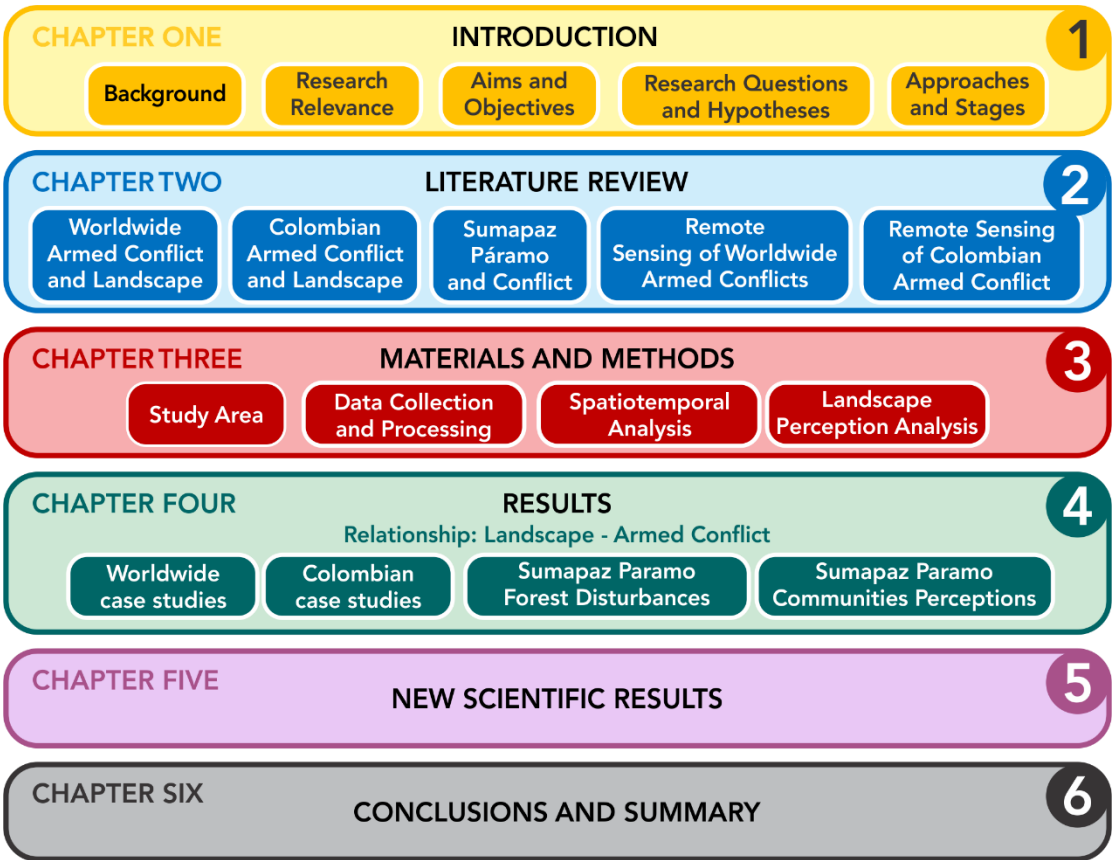 CHAPTER ONE
INTRODUCTION
1
Background
Research
Relevance
Aims and
Objectives
Research Questions
and Hypotheses
Approaches
and Stages
CHAPTER TWO
LITERATURE REVIEW
2
Worldwide
Armed Conflict
and Landscape
Colombian
Armed Conflict
and Landscape
Sumapaz
Páramo
and Conflict
Remote
Sensing of Worldwide
Armed Conflicts
Remote Sensing
of Colombian
Armed Conflict
CHAPTER THREE
MATERIALS AND METHODS
3
Study Area
Data Collection
and Processing
Spatiotemporal
Analysis
Landscape
Perception Analysis
CHAPTER FOUR
RESULTS
4
Relationship: Landscape - Armed Conflict
Worldwide
case studies
Colombian
case studies
Sumapaz Paramo
Forest Disturbances
Sumapaz Paramo
Communities Perceptions
CHAPTER FIVE
NEW SCIENTIFIC RESULTS
5
CHAPTER SIX
CONCLUSIONS AND SUMMARY
6